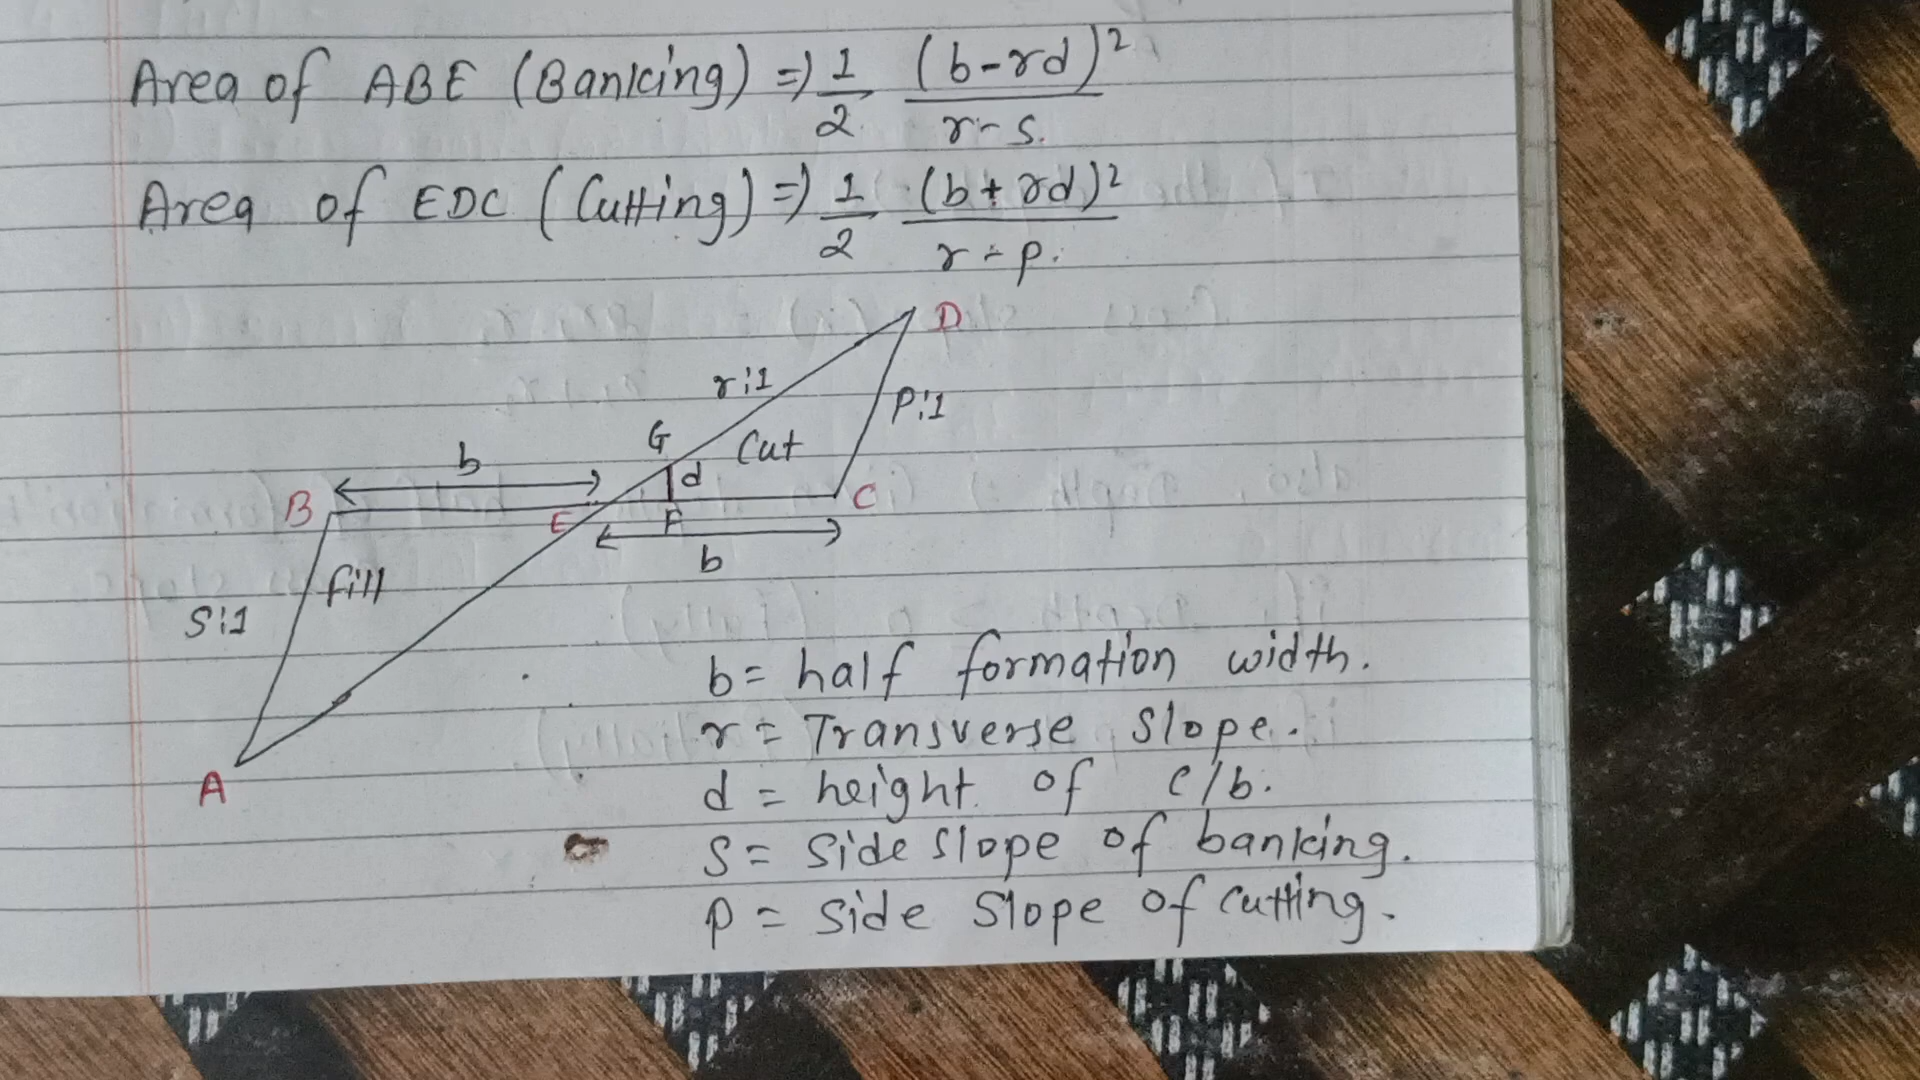 Area of ABE (Banking) => 1/2 (b-rd)²/r-s.
Area of EDC (Cutting) => 1/2 (b+rd)²/r-p.
D
r:1
P:1
G
Cut
b
d
B
E
F
C
b
fill
S:1
A
b = half formation width.
r = Transverse Slope.
d = height of c/b.
S = Side slope of banking.
P = Side Slope of cutting.